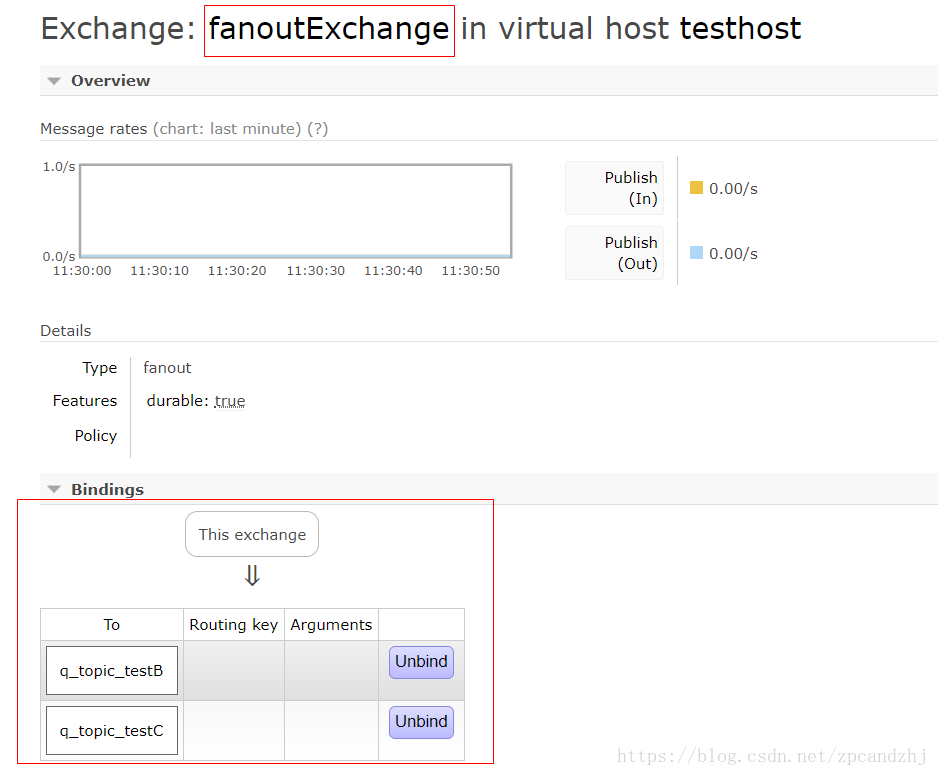 Exchange: fanoutExchange in virtual host testhost
Overview
Message rates (chart: last minute) (?)
1.0/s
0.0/s
11:30:00 11:30:10 11:30:20 11:30:30 11:30:40 11:30:50
Publish
(In)
0.00/s
Publish
(Out)
0.00/s
Details
Type fanout
Features durable: true
Policy
Bindings
This exchange
⇓
To Routing key Arguments
q_topic_testB Unbind
q_topic_testC Unbind
https://blog.csdn.net/zpcandzhj